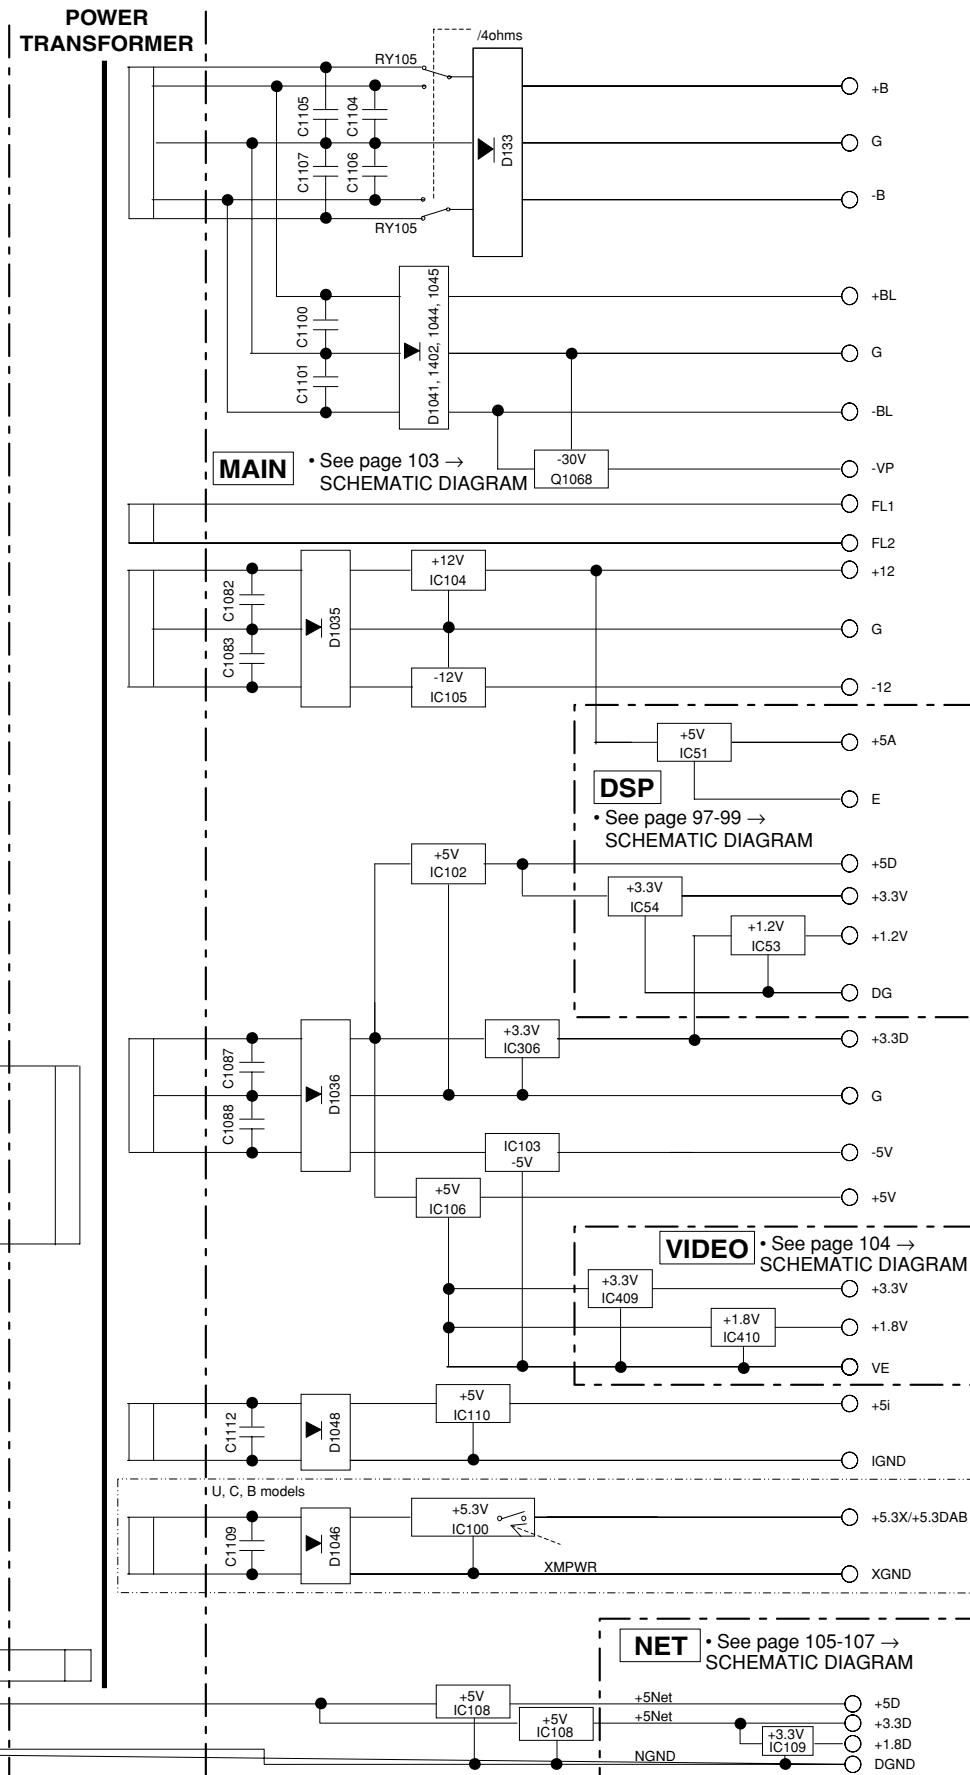 POWER
TRANSFORMER
/4ohms
RY105
C1105
C1104
C1107
C1106
D133
RY105
+B
G
-B
C1100
C1101
D1041, 1402, 1044, 1045
+BL
G
-BL
MAIN
• See page 103 →
SCHEMATIC DIAGRAM
-30V
Q1068
-VP
FL1
FL2
C1082
C1083
D1035
+12V
IC104
-12V
IC105
+12
G
-12
+5V
IC51
+5A
E
DSP
• See page 97-99 →
SCHEMATIC DIAGRAM
+5V
IC102
+5D
+3.3V
IC54
+3.3V
+1.2V
IC53
+1.2V
DG
C1087
C1088
D1036
+3.3V
IC306
+3.3D
G
IC103
-5V
-5V
+5V
IC106
+5V
VIDEO
• See page 104 →
SCHEMATIC DIAGRAM
+3.3V
IC409
+3.3V
+1.8V
IC410
+1.8V
VE
C1112
D1048
+5V
IC110
+5i
IGND
U, C, B models
C1109
D1046
+5.3V
IC100
XMPWR
+5.3X/+5.3DAB
XGND
NET
• See page 105-107 →
SCHEMATIC DIAGRAM
+5V
IC108
+5Net
+5D
+5V
IC108
+5Net
+3.3D
+3.3V
IC109
+1.8D
NGND
DGND